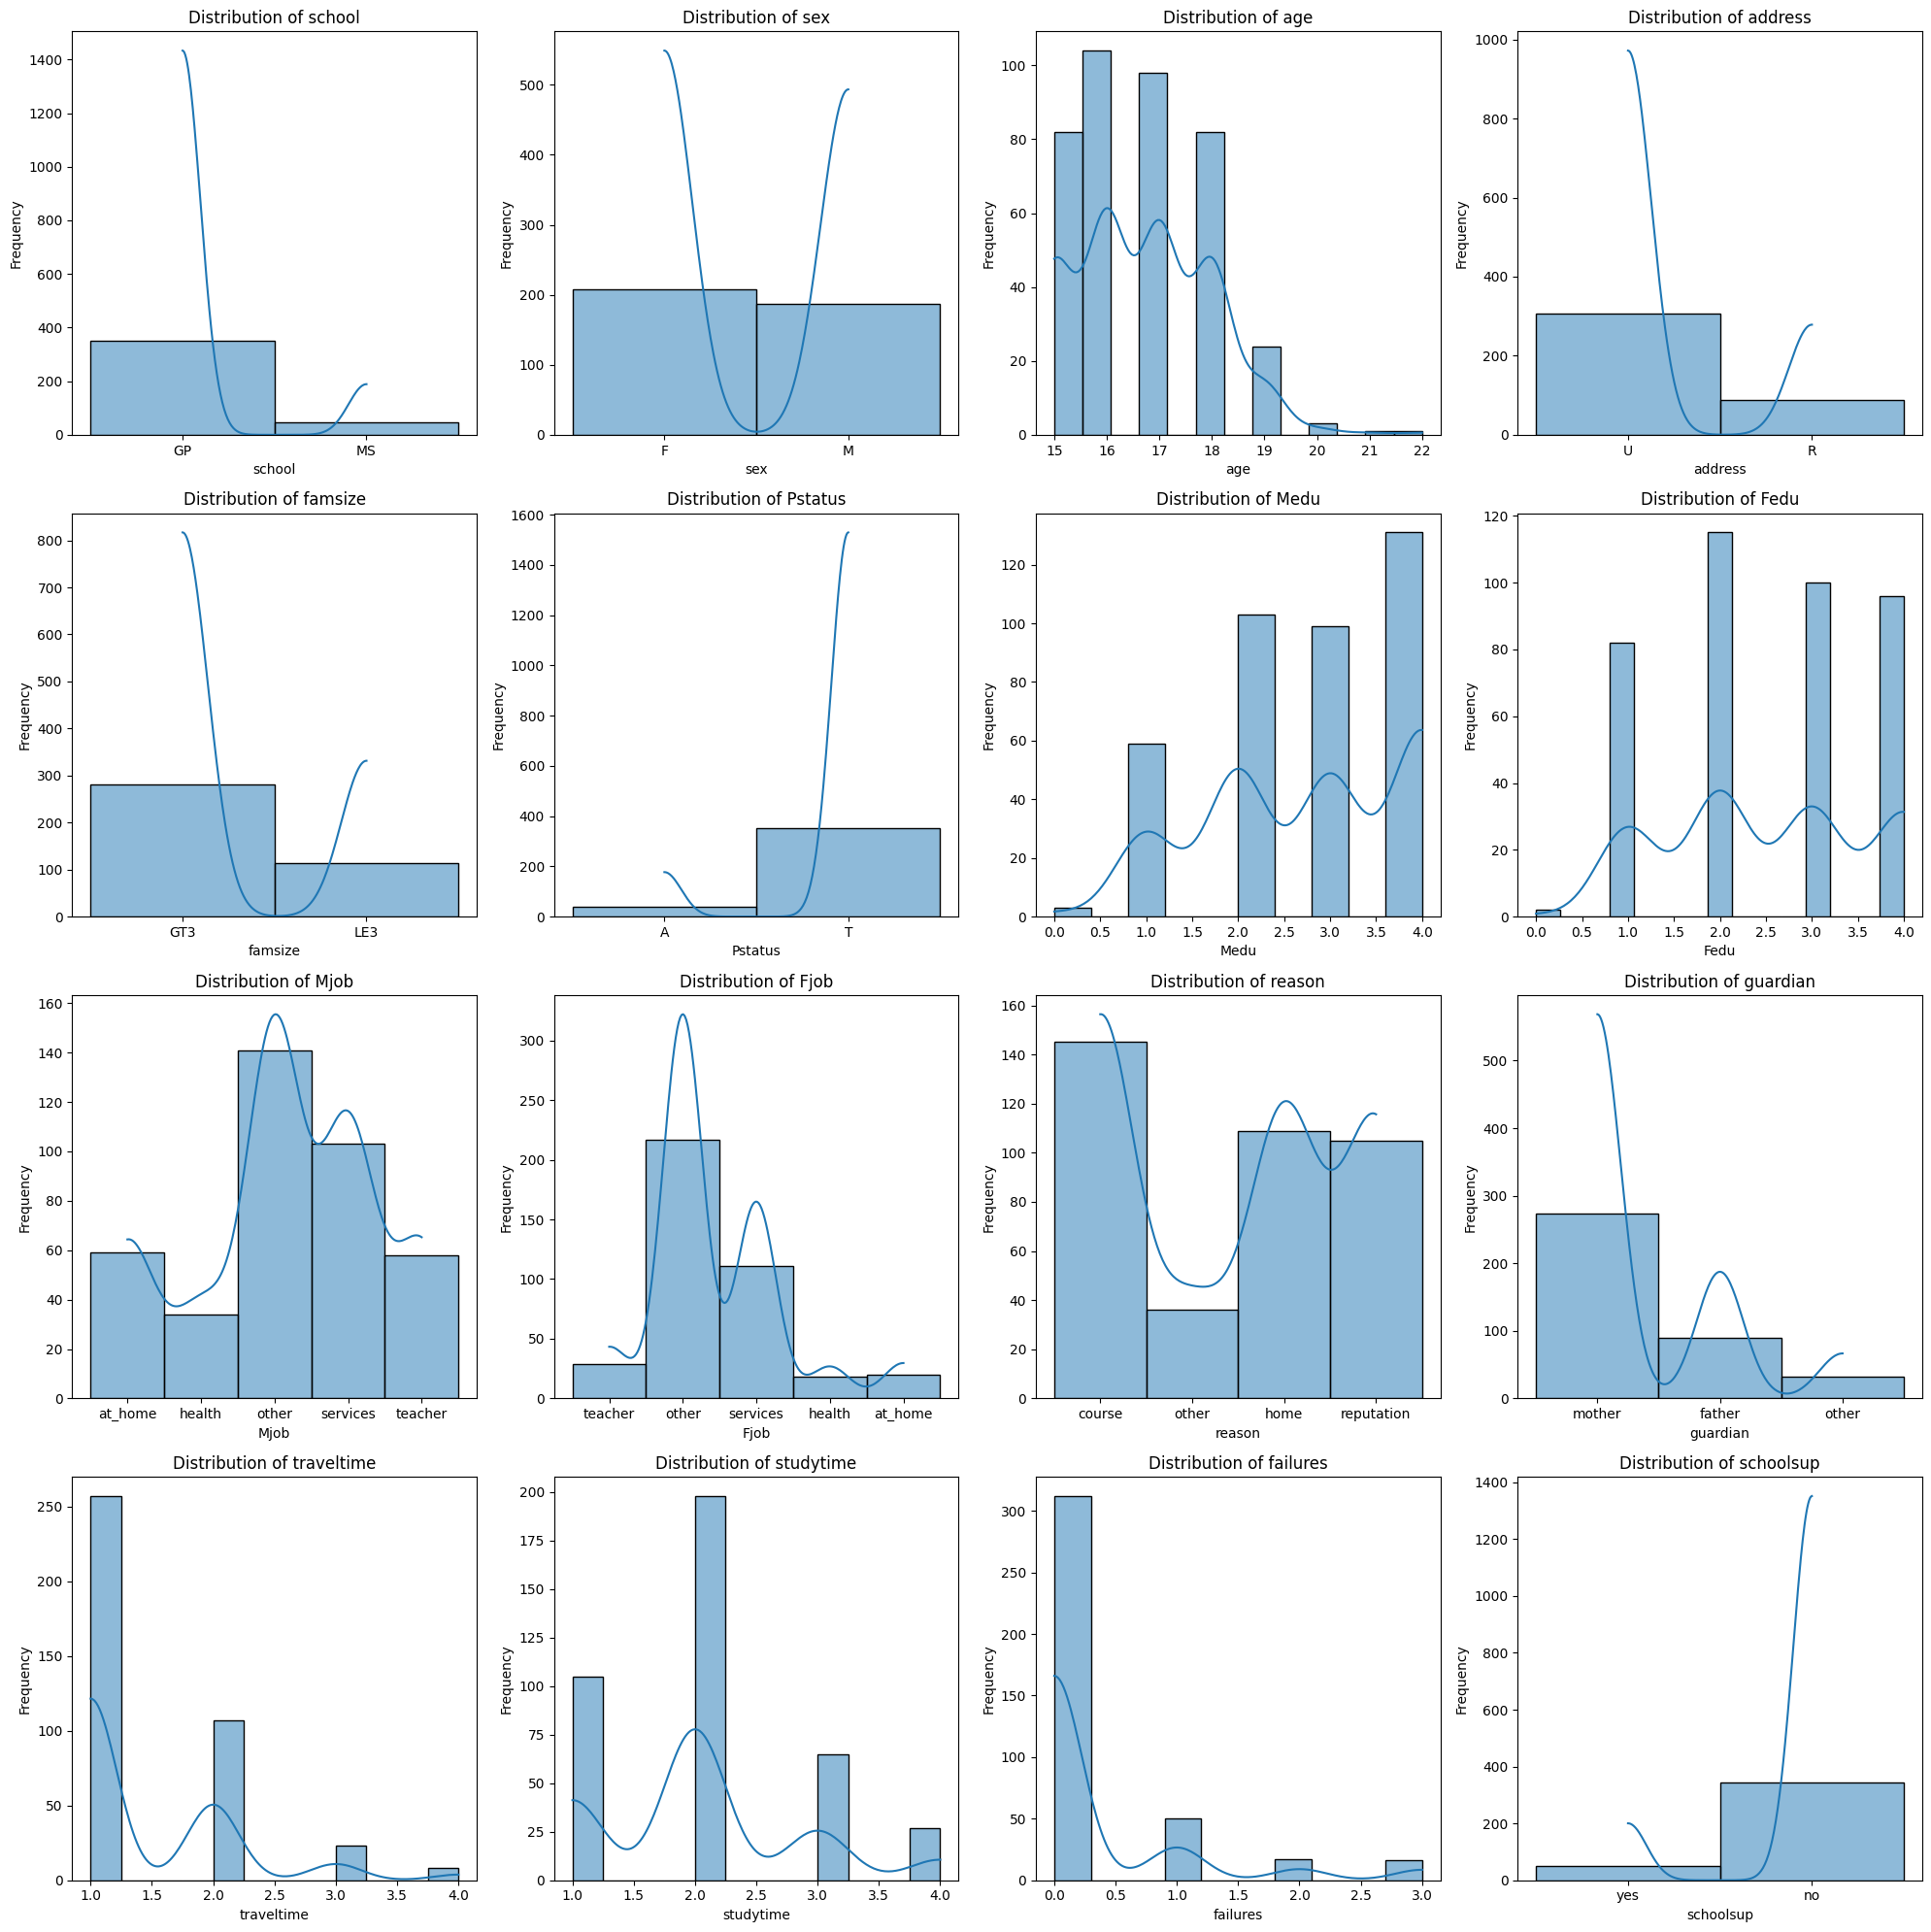 Distribution of school
1400
1200
1000
800
600
400
200
0
Frequency
GP MS
school
Distribution of sex
500
400
300
200
100
0
Frequency
F M
sex
Distribution of age
100
80
60
40
20
0
Frequency
15 16 17 18 19 20 21 22
age
Distribution of address
1000
800
600
400
200
0
Frequency
U R
address
Distribution of famsize
800
700
600
500
400
300
200
100
0
Frequency
GT3 LE3
famsize
Distribution of Pstatus
1600
1400
1200
1000
800
600
400
200
0
Frequency
A T
Pstatus
Distribution of Medu
120
100
80
60
40
20
0
Frequency
0.0 0.5 1.0 1.5 2.0 2.5 3.0 3.5 4.0
Medu
Distribution of Fedu
120
100
80
60
40
20
0
Frequency
0.0 0.5 1.0 1.5 2.0 2.5 3.0 3.5 4.0
Fedu
Distribution of Mjob
160
140
120
100
80
60
40
20
0
Frequency
at_home health other services teacher
Mjob
Distribution of Fjob
300
250
200
150
100
50
0
Frequency
teacher other services health at_home
Fjob
Distribution of reason
160
140
120
100
80
60
40
20
0
Frequency
course other home reputation
reason
Distribution of guardian
500
400
300
200
100
0
Frequency
mother father other
guardian
Distribution of traveltime
250
200
150
100
50
0
Frequency
1.0 1.5 2.0 2.5 3.0 3.5 4.0
traveltime
Distribution of studytime
200
175
150
125
100
75
50
25
0
Frequency
1.0 1.5 2.0 2.5 3.0 3.5 4.0
studytime
Distribution of failures
300
250
200
150
100
50
0
Frequency
0.0 0.5 1.0 1.5 2.0 2.5 3.0
failures
Distribution of schoolsup
1400
1200
1000
800
600
400
200
0
Frequency
yes no
schoolsup